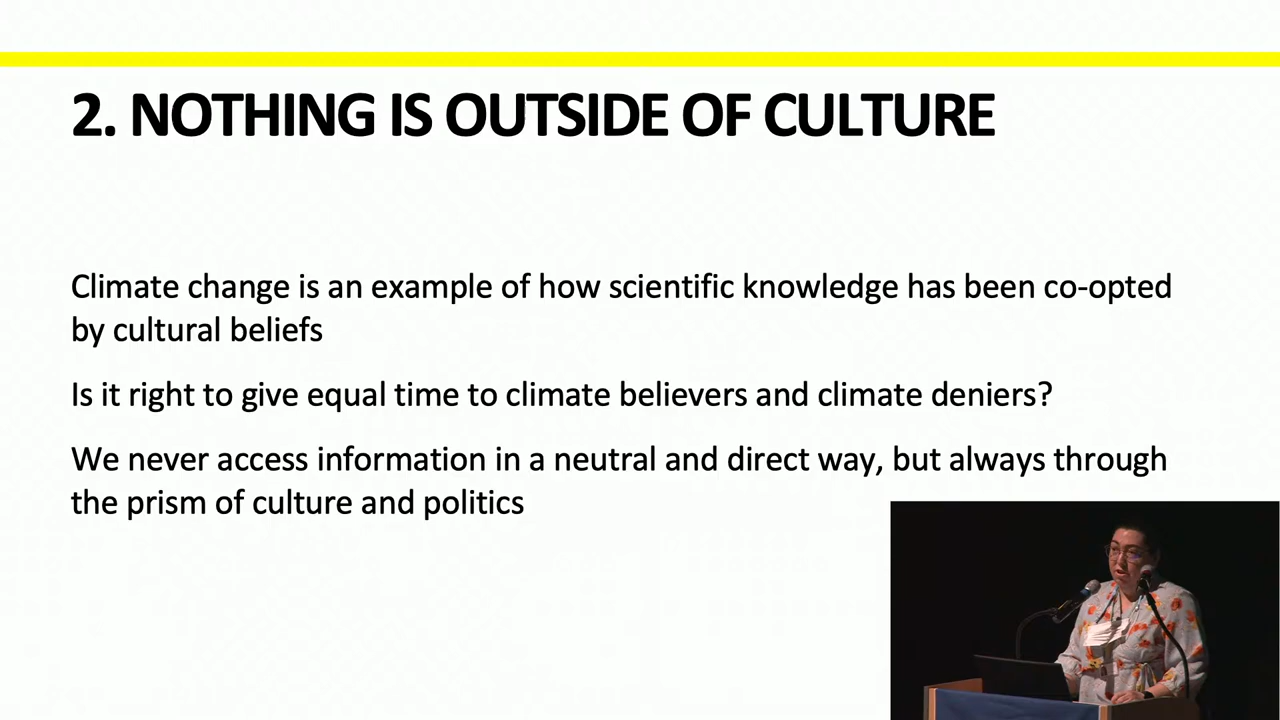 2. NOTHING IS OUTSIDE OF CULTURE
Climate change is an example of how scientific knowledge has been co-opted
by cultural beliefs
Is it right to give equal time to climate believers and climate deniers?
We never access information in a neutral and direct way, but always through
the prism of culture and politics